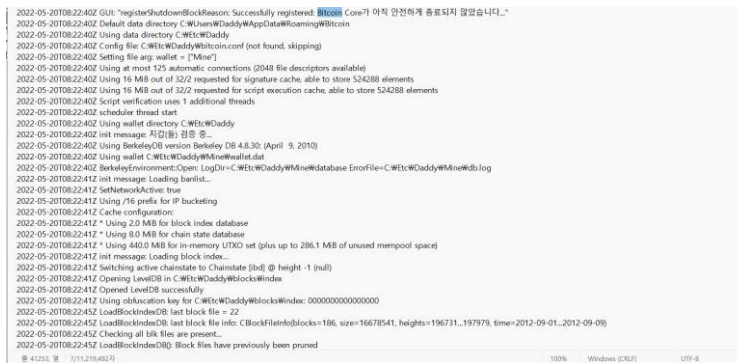 2022-05-20T08:22:40Z GUI: "registerShutdownBlockReason: Successfully registered: Bitcoin Core가 아직 안전하게 종료되지 않았습니다..."
2022-05-20T08:22:40Z Default data directory C:₩Users₩Daddy₩AppData₩Roaming₩Bitcoin
2022-05-20T08:22:40Z Using data directory C:₩Etc₩Daddy
2022-05-20T08:22:40Z Config file: C:₩Etc₩Daddy₩bitcoin.conf (not found, skipping)
2022-05-20T08:22:40Z Setting file arg: wallet = ["Mine"]
2022-05-20T08:22:40Z Using at most 125 automatic connections (2048 file descriptors available)
2022-05-20T08:22:40Z Using 16 MiB out of 32/2 requested for signature cache, able to store 524288 elements
2022-05-20T08:22:40Z Using 16 MiB out of 32/2 requested for script execution cache, able to store 524288 elements
2022-05-20T08:22:40Z Script verification uses 1 additional threads
2022-05-20T08:22:40Z scheduler thread start
2022-05-20T08:22:40Z Using wallet directory C:₩Etc₩Daddy
2022-05-20T08:22:40Z init message: 지갑(들) 검증 중...
2022-05-20T08:22:40Z Using BerkeleyDB version Berkeley DB 4.8.30: (April 9, 2010)
2022-05-20T08:22:40Z Using wallet C:₩Etc₩Daddy₩Mine₩wallet.dat
2022-05-20T08:22:40Z BerkeleyEnvironment::Open: LogDir=C:₩Etc₩Daddy₩Mine₩database ErrorFile=C:₩Etc₩Daddy₩Mine₩db.log
2022-05-20T08:22:41Z init message: Loading banlist...
2022-05-20T08:22:41Z SetNetworkActive: true
2022-05-20T08:22:41Z Using /16 prefix for IP bucketing
2022-05-20T08:22:41Z Cache configuration:
2022-05-20T08:22:41Z * Using 2.0 MiB for block index database
2022-05-20T08:22:41Z * Using 8.0 MiB for chain state database
2022-05-20T08:22:41Z * Using 440.0 MiB for in-memory UTXO set (plus up to 286.1 MiB of unused mempool space)
2022-05-20T08:22:41Z init message: Loading block index...
2022-05-20T08:22:41Z Switching active chainstate to Chainstate [ibd] @ height -1 (null)
2022-05-20T08:22:41Z Opening LevelDB in C:₩Etc₩Daddy₩blocks₩index
2022-05-20T08:22:41Z Opened LevelDB successfully
2022-05-20T08:22:41Z Using obfuscation key for C:₩Etc₩Daddy₩blocks₩index: 0000000000000000
2022-05-20T08:22:45Z LoadBlockIndexDB: last block file = 22
2022-05-20T08:22:45Z LoadBlockIndexDB: last block file info: CBlockFileInfo(blocks=186, size=16678541, heights=196731...197979, time=2012-09-01...2012-09-09)
2022-05-20T08:22:45Z Checking all blk files are present...
2022-05-20T08:22:45Z LoadBlockIndexDB(): Block files have previously been pruned
100% Windows (CRLF) UTF-8